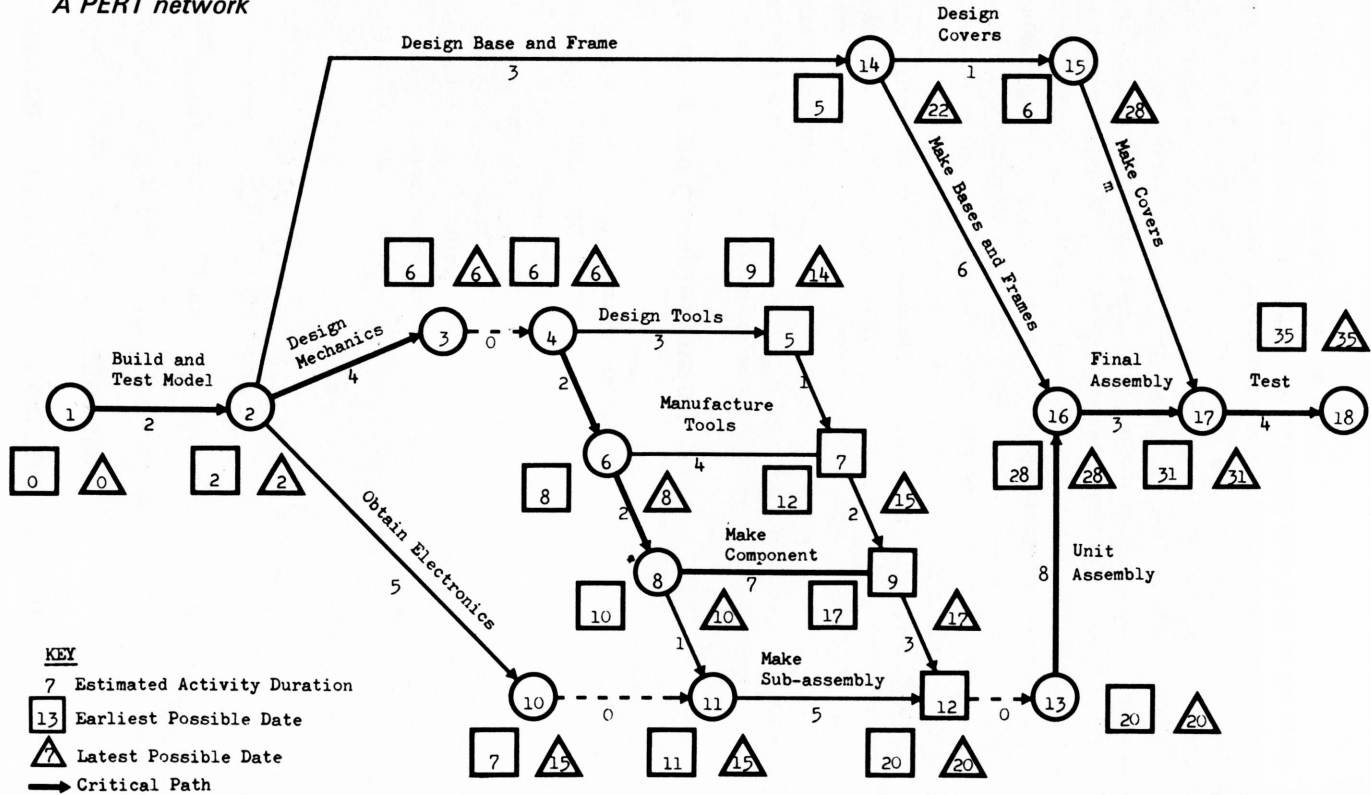 A PERT network
Design
Covers
Design Base and Frame
3
14
1
15
5
22
6
28
Make Bases and Frames
6
Make Covers
3
6
6
6
6
9
14
Design
Mechanics
4
3
0
4
Design Tools
3
5
35
35
Build and
Test Model
1
2
2
2
1
Manufacture
Tools
Final
Assembly
Test
16
3
17
4
18
0
0
2
2
6
4
7
28
28
31
31
8
8
12
15
Obtain Electronics
5
2
2
Make
Component
8
7
9
8
Unit
Assembly
10
10
17
17
1
3
Make
Sub-assembly
10
0
11
5
12
0
13
20
20
7
15
11
15
20
20
KEY
7 Estimated Activity Duration
13 Earliest Possible Date
7 Latest Possible Date
Critical Path